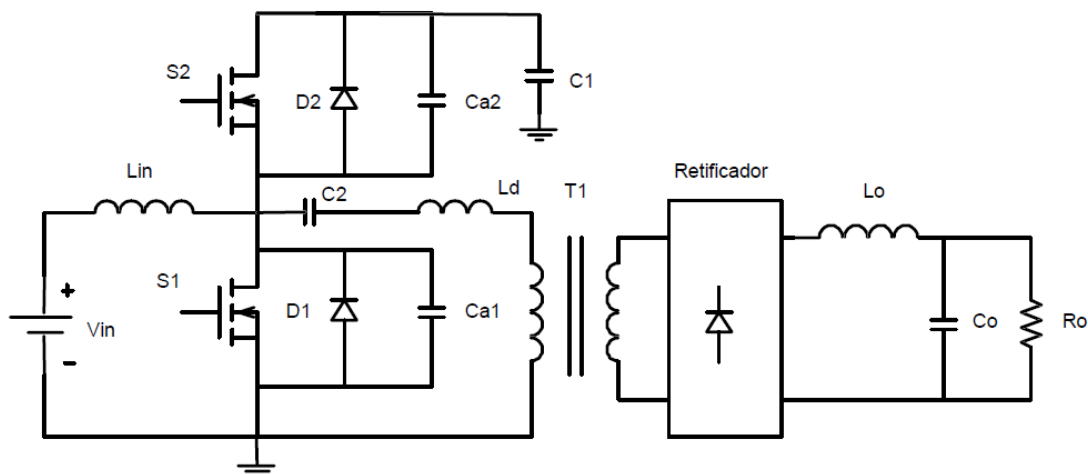 S2
D2
Ca2
C1
Lin
C2
Ld
T1
Retificador
Lo
S1
D1
Ca1
+
Vin
-
Co
Ro